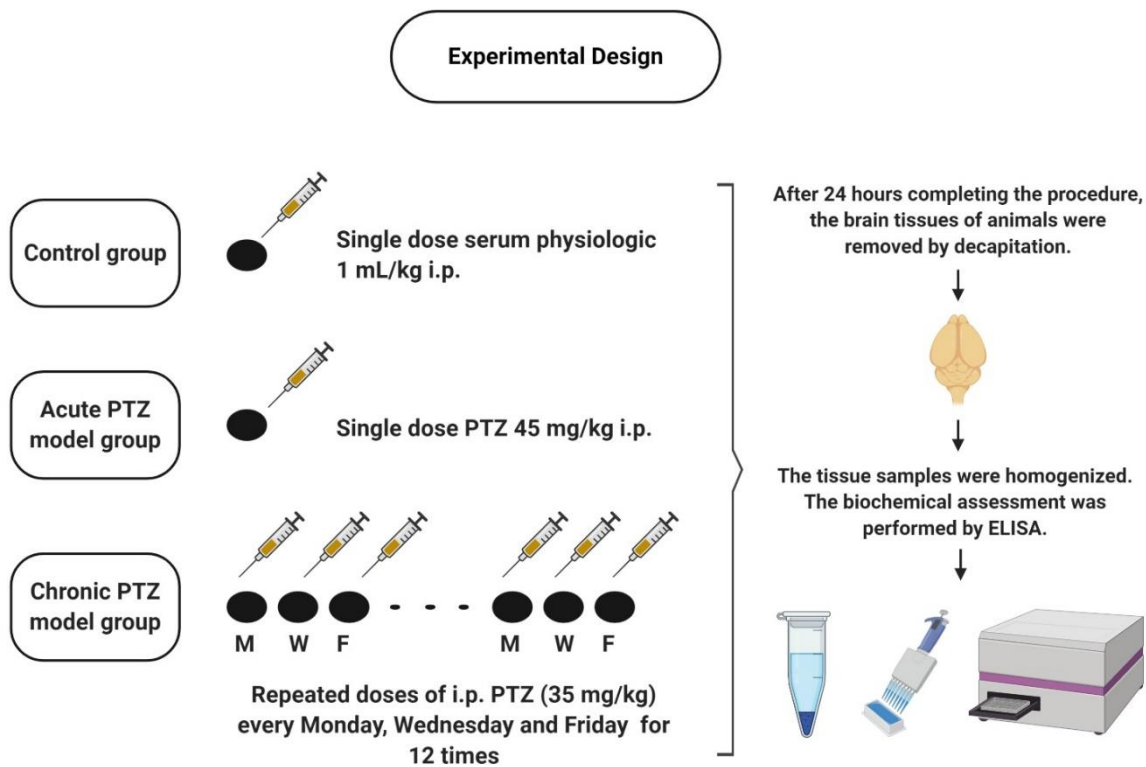 Experimental Design
Control group
Single dose serum physiologic
1 mL/kg i.p.
Acute PTZ
model group
Single dose PTZ 45 mg/kg i.p.
Chronic PTZ
model group
M W F M W F
Repeated doses of i.p. PTZ (35 mg/kg)
every Monday, Wednesday and Friday for
12 times
After 24 hours completing the procedure,
the brain tissues of animals were
removed by decapitation.
The tissue samples were homogenized.
The biochemical assessment was
performed by ELISA.